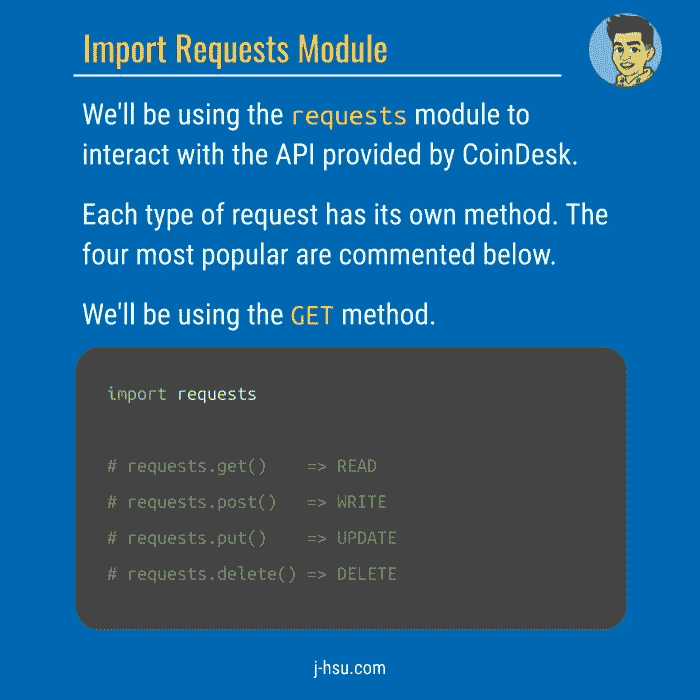 Import Requests Module
We'll be using the requests module to
interact with the API provided by CoinDesk.
Each type of request has its own method. The
four most popular are commented below.
We'll be using the GET method.
import requests
# requests.get()    => READ
# requests.post()   => WRITE
# requests.put()    => UPDATE
# requests.delete() => DELETE
j-hsu.com